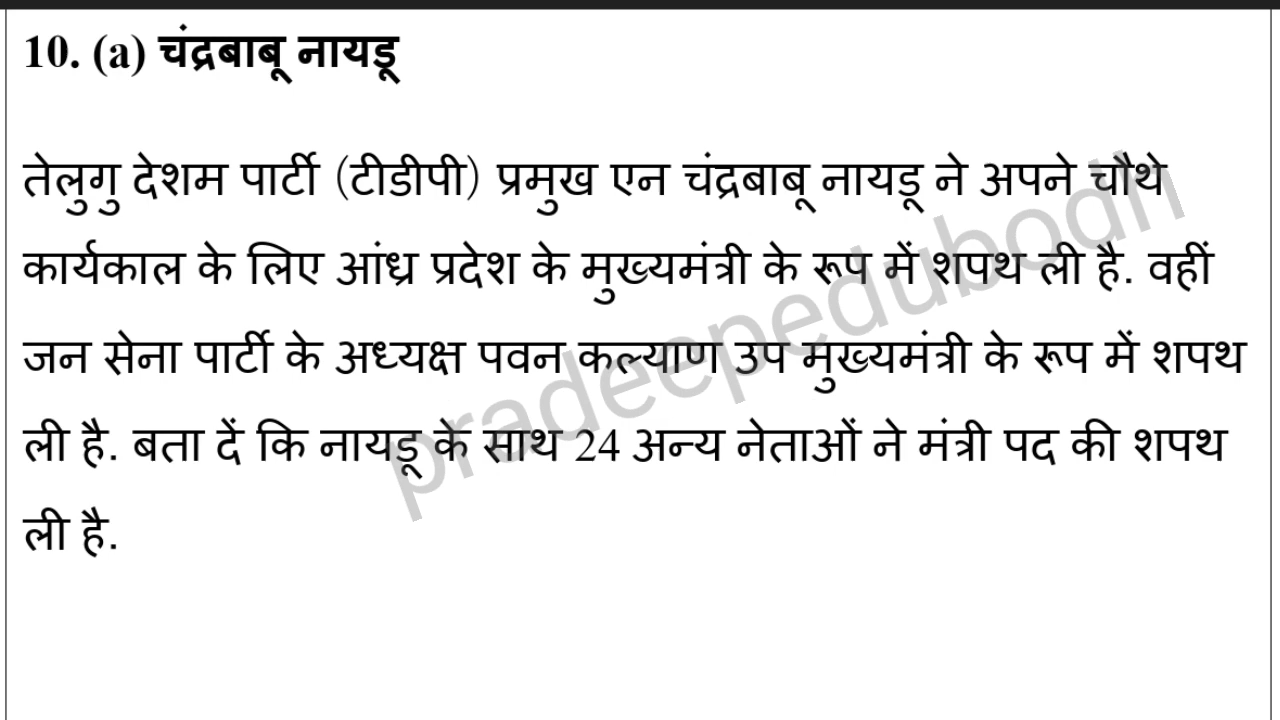 10. (a) चंद्रबाबू नायडू
तेलुगु देशम पार्टी (टीडीपी) प्रमुख एन चंद्रबाबू नायडू ने अपने चौथे
कार्यकाल के लिए आंध्र प्रदेश के मुख्यमंत्री के रूप में शपथ ली है. वहीं
जन सेना पार्टी के अध्यक्ष पवन कल्याण उप मुख्यमंत्री के रूप में शपथ
ली है. बता दें कि नायडू के साथ 24 अन्य नेताओं ने मंत्री पद की शपथ
ली है.
pradeepedubodh